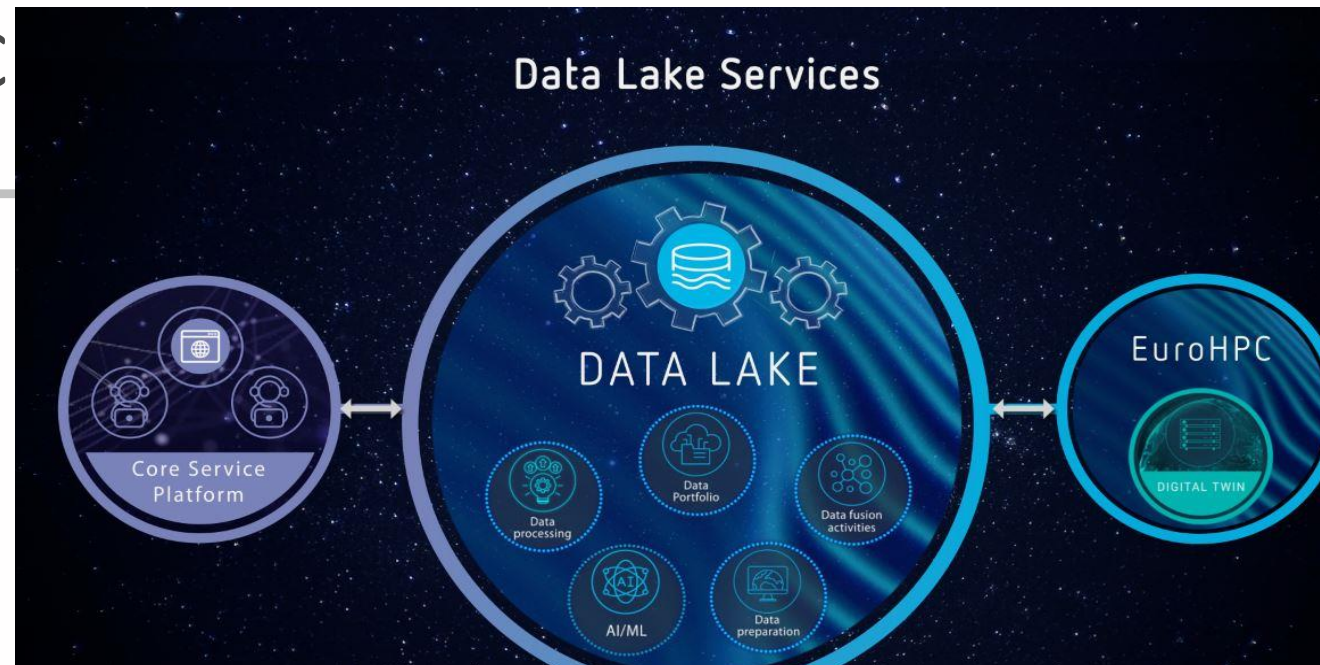 Data Lake Services
DATA LAKE
EuroHPC
Core Service
Platform
Data
Portfolio
Data
processing
Data fusion
activities
DIGITAL TWIN
AI
AI/ML
Data
preparation